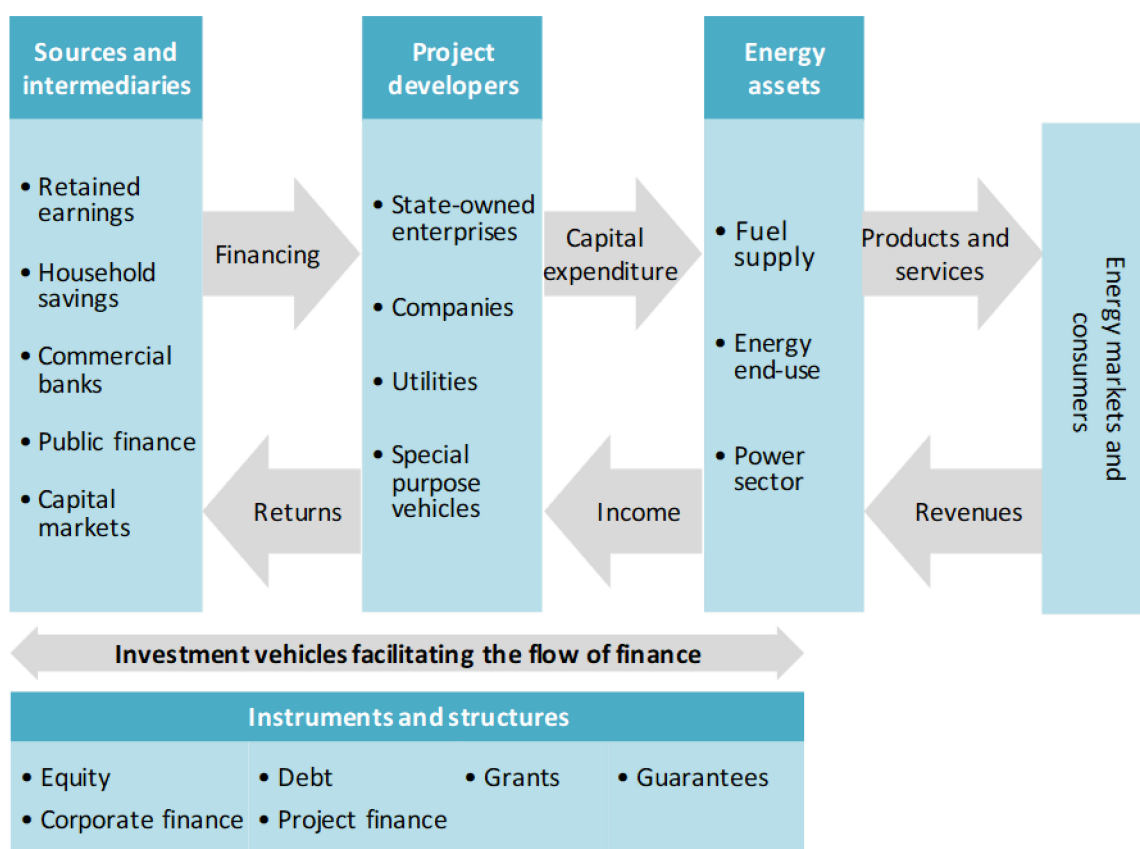 Sources and
intermediaries
• Retained
earnings
• Household
savings
• Commercial
banks
• Public finance
• Capital
markets
Financing
Returns
Project
developers
• State-owned
enterprises
• Companies
• Utilities
• Special
purpose
vehicles
Capital
expenditure
Income
Energy
assets
• Fuel
supply
• Energy
end-use
• Power
sector
Products and
services
Revenues
Energy markets and
consumers
Investment vehicles facilitating the flow of finance
Instruments and structures
• Equity • Debt • Grants • Guarantees
• Corporate finance • Project finance